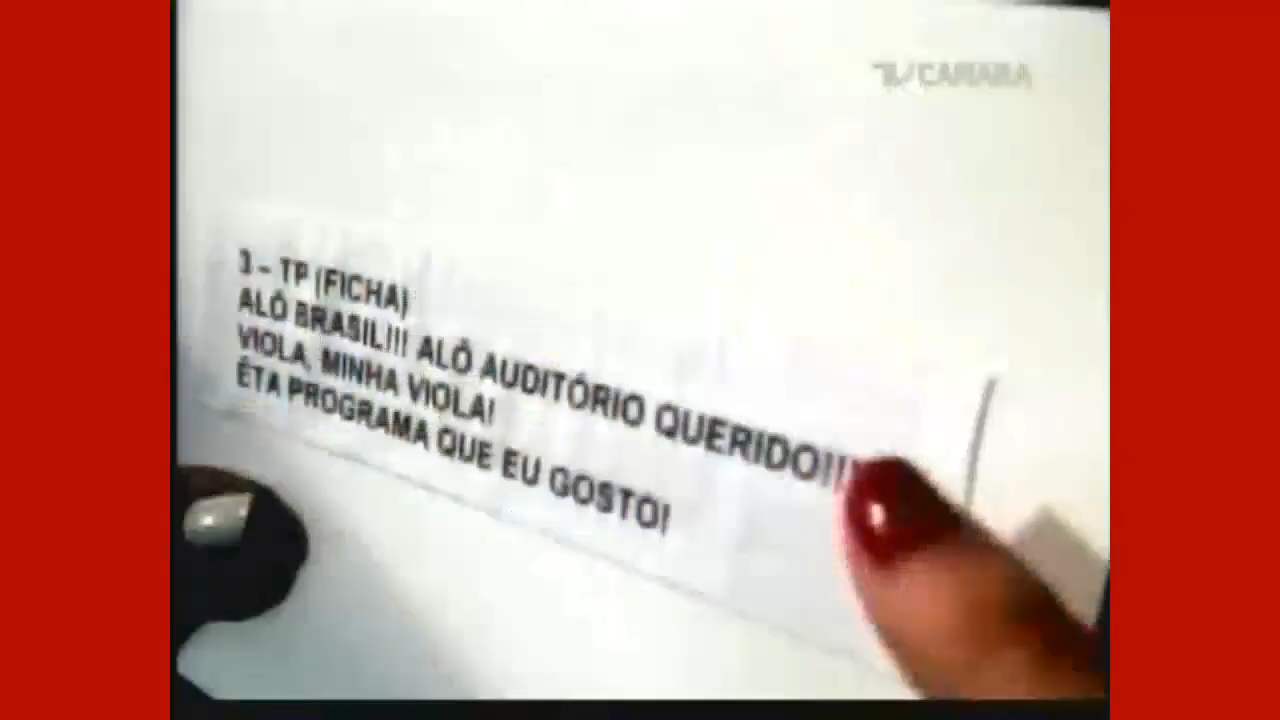 TV CAMARA
3 – TP (FICHA)
ALÔ BRASIL!!! ALÔ AUDITÓRIO QUERIDO!!!
VIOLA, MINHA VIOLA!
ÊTA PROGRAMA QUE EU GOSTO!